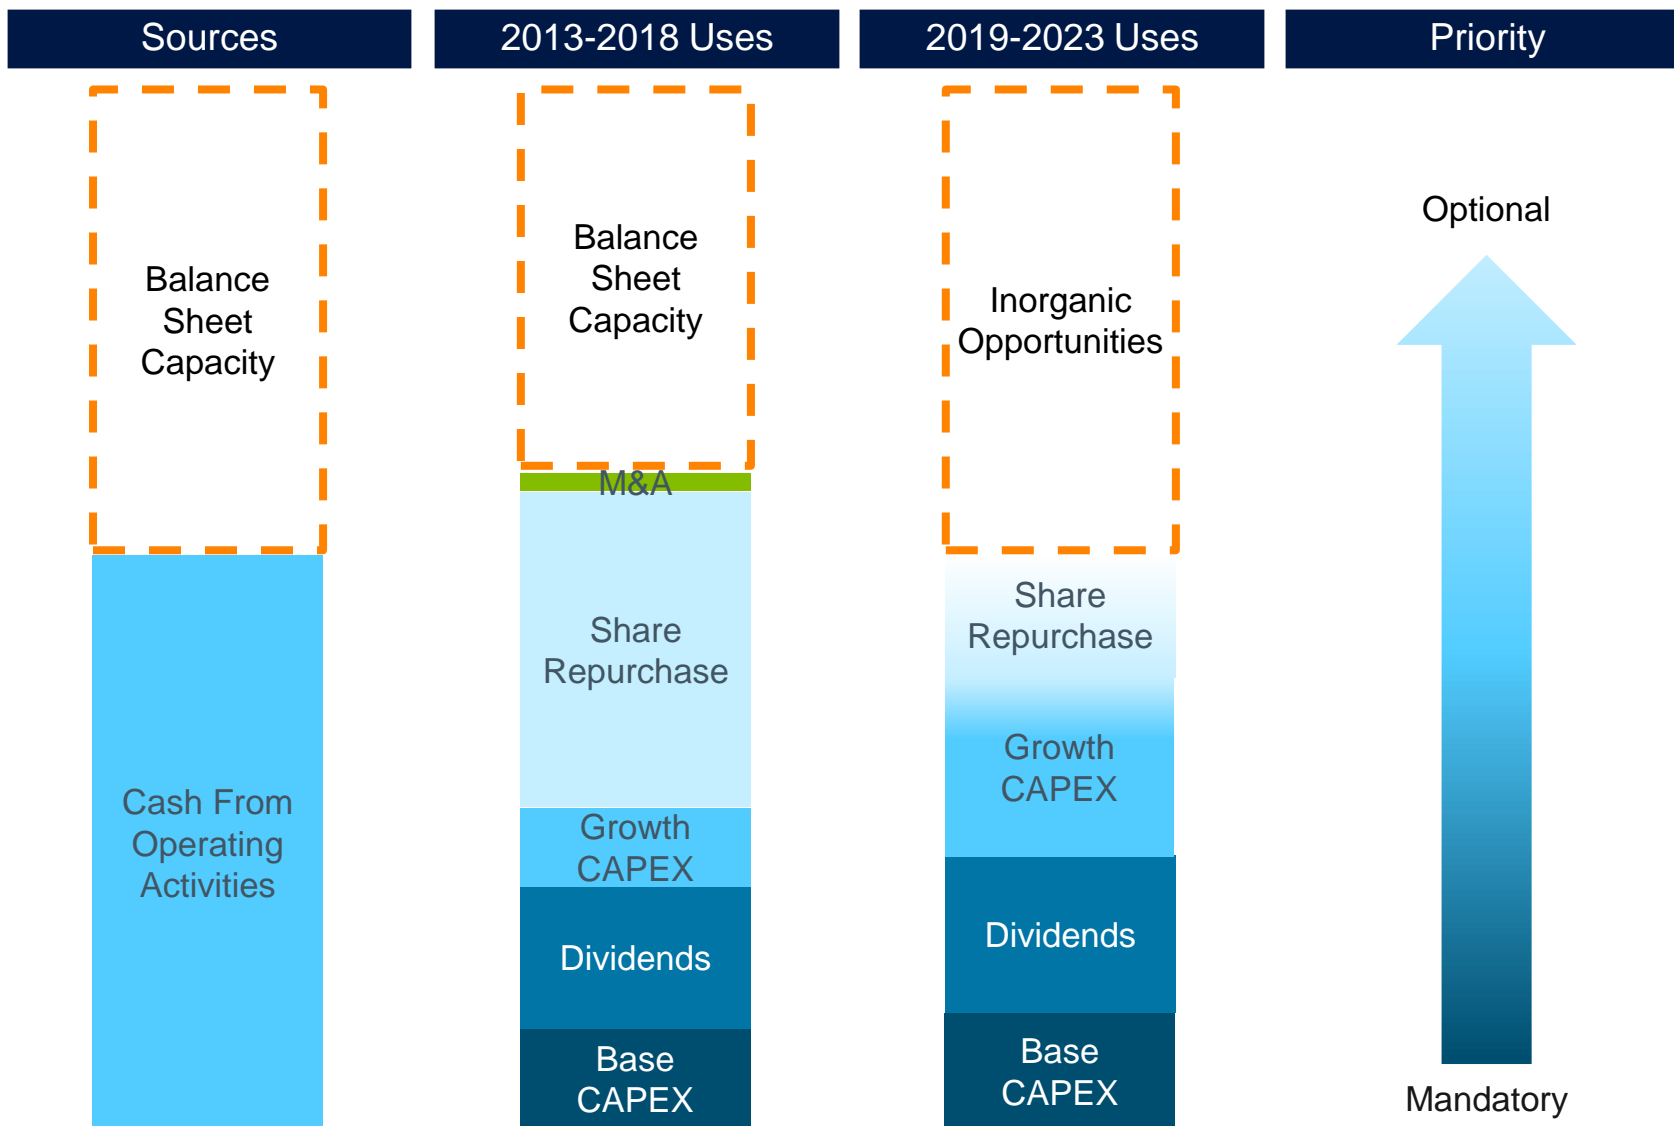 Sources
2013-2018 Uses
2019-2023 Uses
Priority
Balance
Sheet
Capacity
Cash From
Operating
Activities
Balance
Sheet
Capacity
M&A
Share
Repurchase
Growth
CAPEX
Dividends
Base
CAPEX
Inorganic
Opportunities
Share
Repurchase
Growth
CAPEX
Dividends
Base
CAPEX
Optional
Mandatory